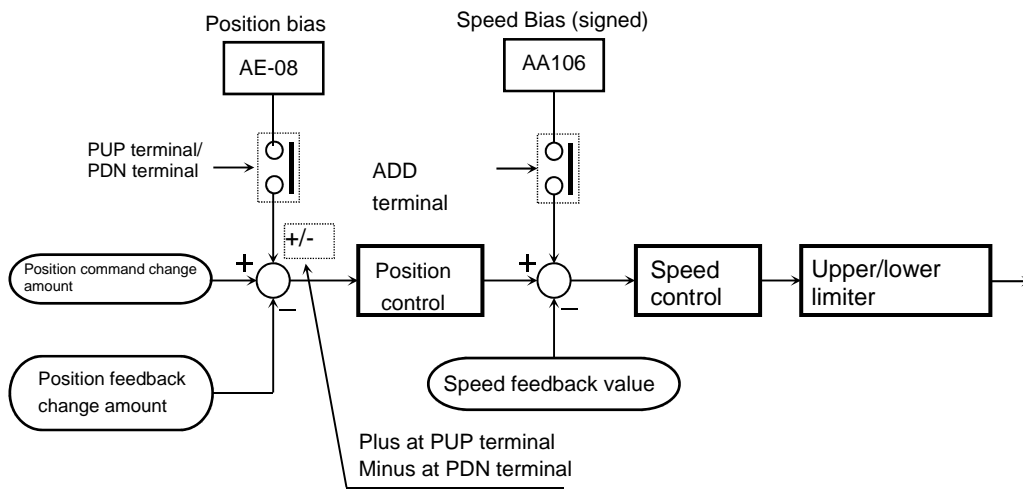 Position bias
Speed Bias (signed)
AE-08
AA106
PUP terminal/
PDN terminal
ADD
terminal
+/-
+
+
Position command change
amount
Position
control
Speed
control
Upper/lower
limiter
−
−
Position feedback
change amount
Speed feedback value
Plus at PUP terminal
Minus at PDN terminal